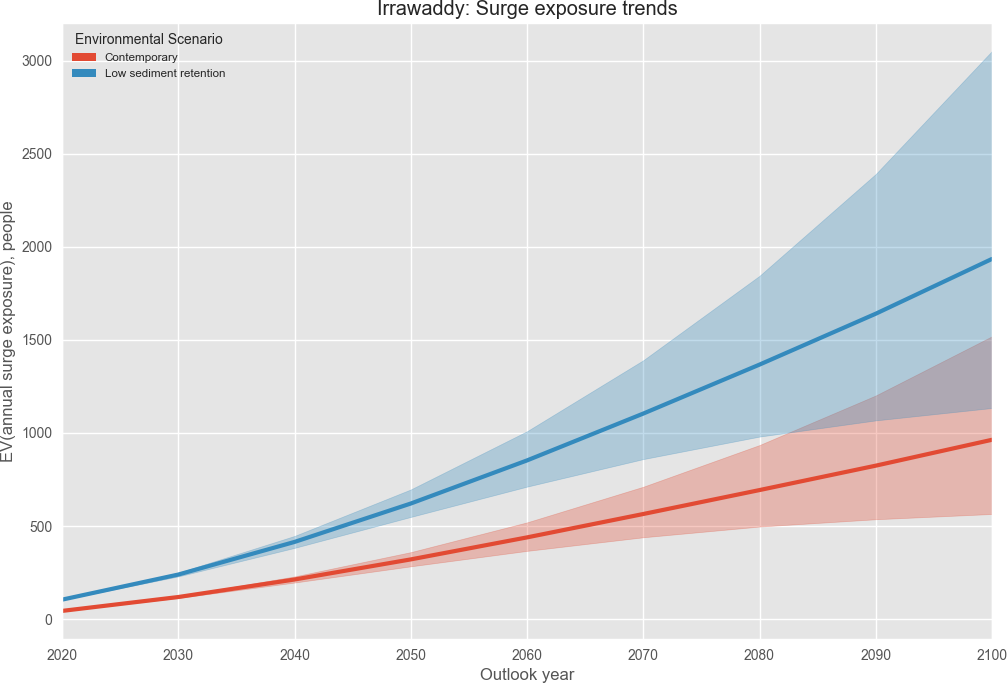 Irrawaddy: Surge exposure trends
Environmental Scenario
Contemporary
Low sediment retention
EV(annual surge exposure), people
3000
2500
2000
1500
1000
500
0
2020 2030 2040 2050 2060 2070 2080 2090 2100
Outlook year